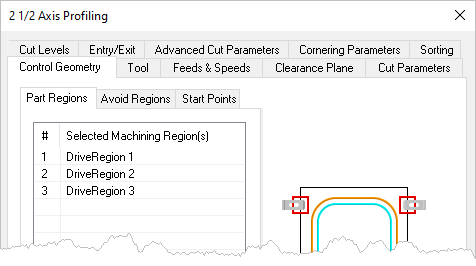 2 1/2 Axis Profiling
Cut Levels Entry/Exit Advanced Cut Parameters Cornering Parameters Sorting
Control Geometry Tool Feeds & Speeds Clearance Plane Cut Parameters
Part Regions Avoid Regions Start Points
# Selected Machining Region(s)
1 DriveRegion 1
2 DriveRegion 2
3 DriveRegion 3